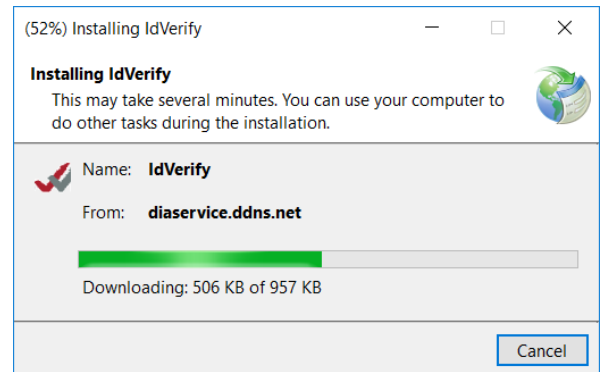 (52%) Installing IdVerify
Installing IdVerify
This may take several minutes. You can use your computer to
do other tasks during the installation.
Name: IdVerify
From: diaservice.ddns.net
Downloading: 506 KB of 957 KB
Cancel